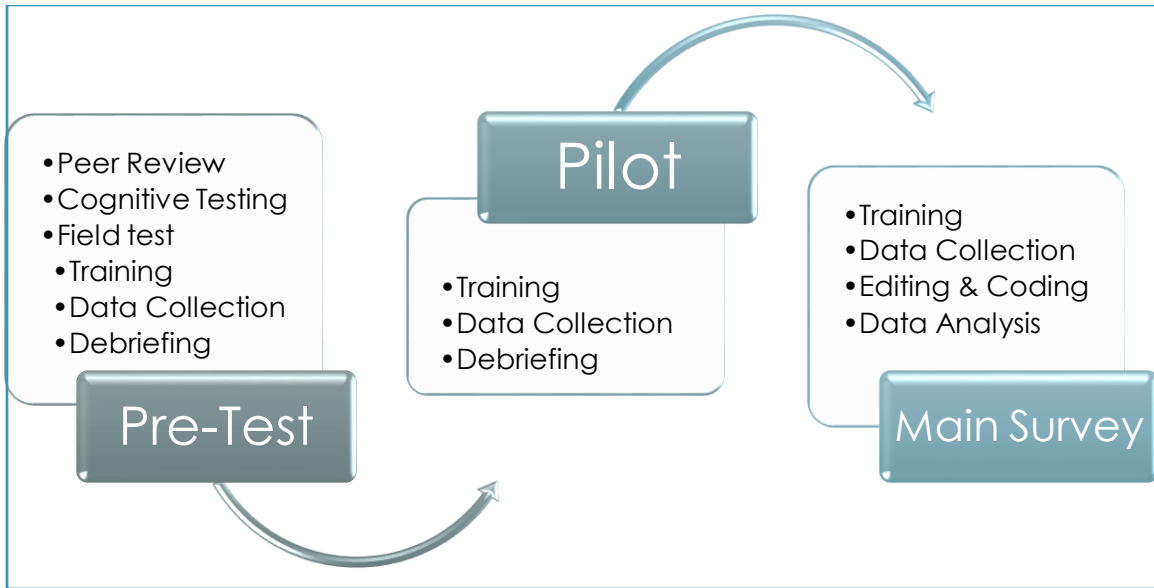 •Peer Review
•Cognitive Testing
•Field test
•Training
•Data Collection
•Debriefing
Pre-Test
Pilot
•Training
•Data Collection
•Debriefing
•Training
•Data Collection
•Editing & Coding
•Data Analysis
Main Survey